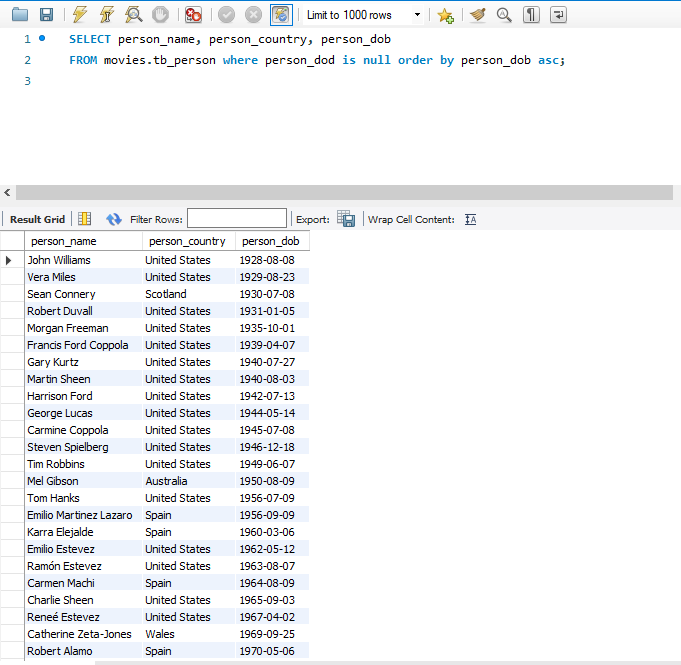 Limit to 1000 rows
1 SELECT person_name, person_country, person_dob
2 FROM movies.tb_person where person_dod is null order by person_dob asc;
3
Result Grid Filter Rows: Export: Wrap Cell Content:
person_name person_country person_dob
John Williams United States 1928-08-08
Vera Miles United States 1929-08-23
Sean Connery Scotland 1930-07-08
Robert Duvall United States 1931-01-05
Morgan Freeman United States 1935-10-01
Francis Ford Coppola United States 1939-04-07
Gary Kurtz United States 1940-07-27
Martin Sheen United States 1940-08-03
Harrison Ford United States 1942-07-13
George Lucas United States 1944-05-14
Carmine Coppola United States 1945-07-08
Steven Spielberg United States 1946-12-18
Tim Robbins United States 1949-06-07
Mel Gibson Australia 1950-08-09
Tom Hanks United States 1956-07-09
Emilio Martinez Lazaro Spain 1956-09-09
Karra Elejalde Spain 1960-03-06
Emilio Estevez United States 1962-05-12
Ramón Estevez United States 1963-08-07
Carmen Machi Spain 1964-08-09
Charlie Sheen United States 1965-09-03
Reneé Estevez United States 1967-04-02
Catherine Zeta-Jones Wales 1969-09-25
Robert Alamo Spain 1970-05-06